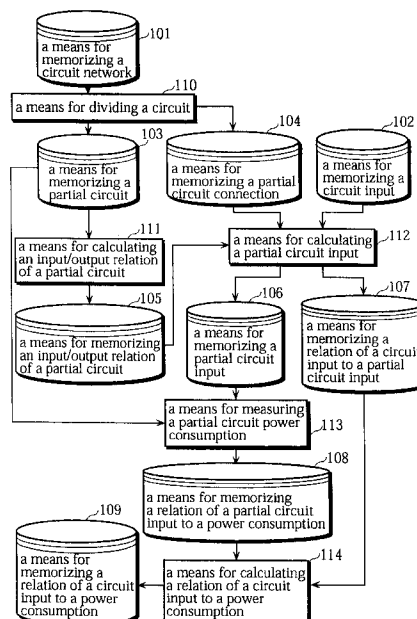 101
a means for
memorizing a
circuit network
110
a means for dividing a circuit
103
a means for
memorizing a
partial circuit
104
a means for
memorizing a partial
circuit connection
102
a means for
memorizing a
circuit input
111
a means for calculating
an input/output relation
of a partial circuit
112
a means for calculating
a partial circuit input
105
a means for memorizing
an input/output relation
of a partial circuit
106
a means for
memorizing a
partial circuit
input
107
a means for
memorizing a
relation of a circuit
input to a partial
circuit input
a means for measuring
a partial circuit power
consumption
113
108
a means for memorizing
a relation of a partial circuit
input to a power consumption
109
a means for
memorizing a
relation of a circuit
input to a power
consumption
114
a means for calculating
a relation of a circuit
input to a power
consumption